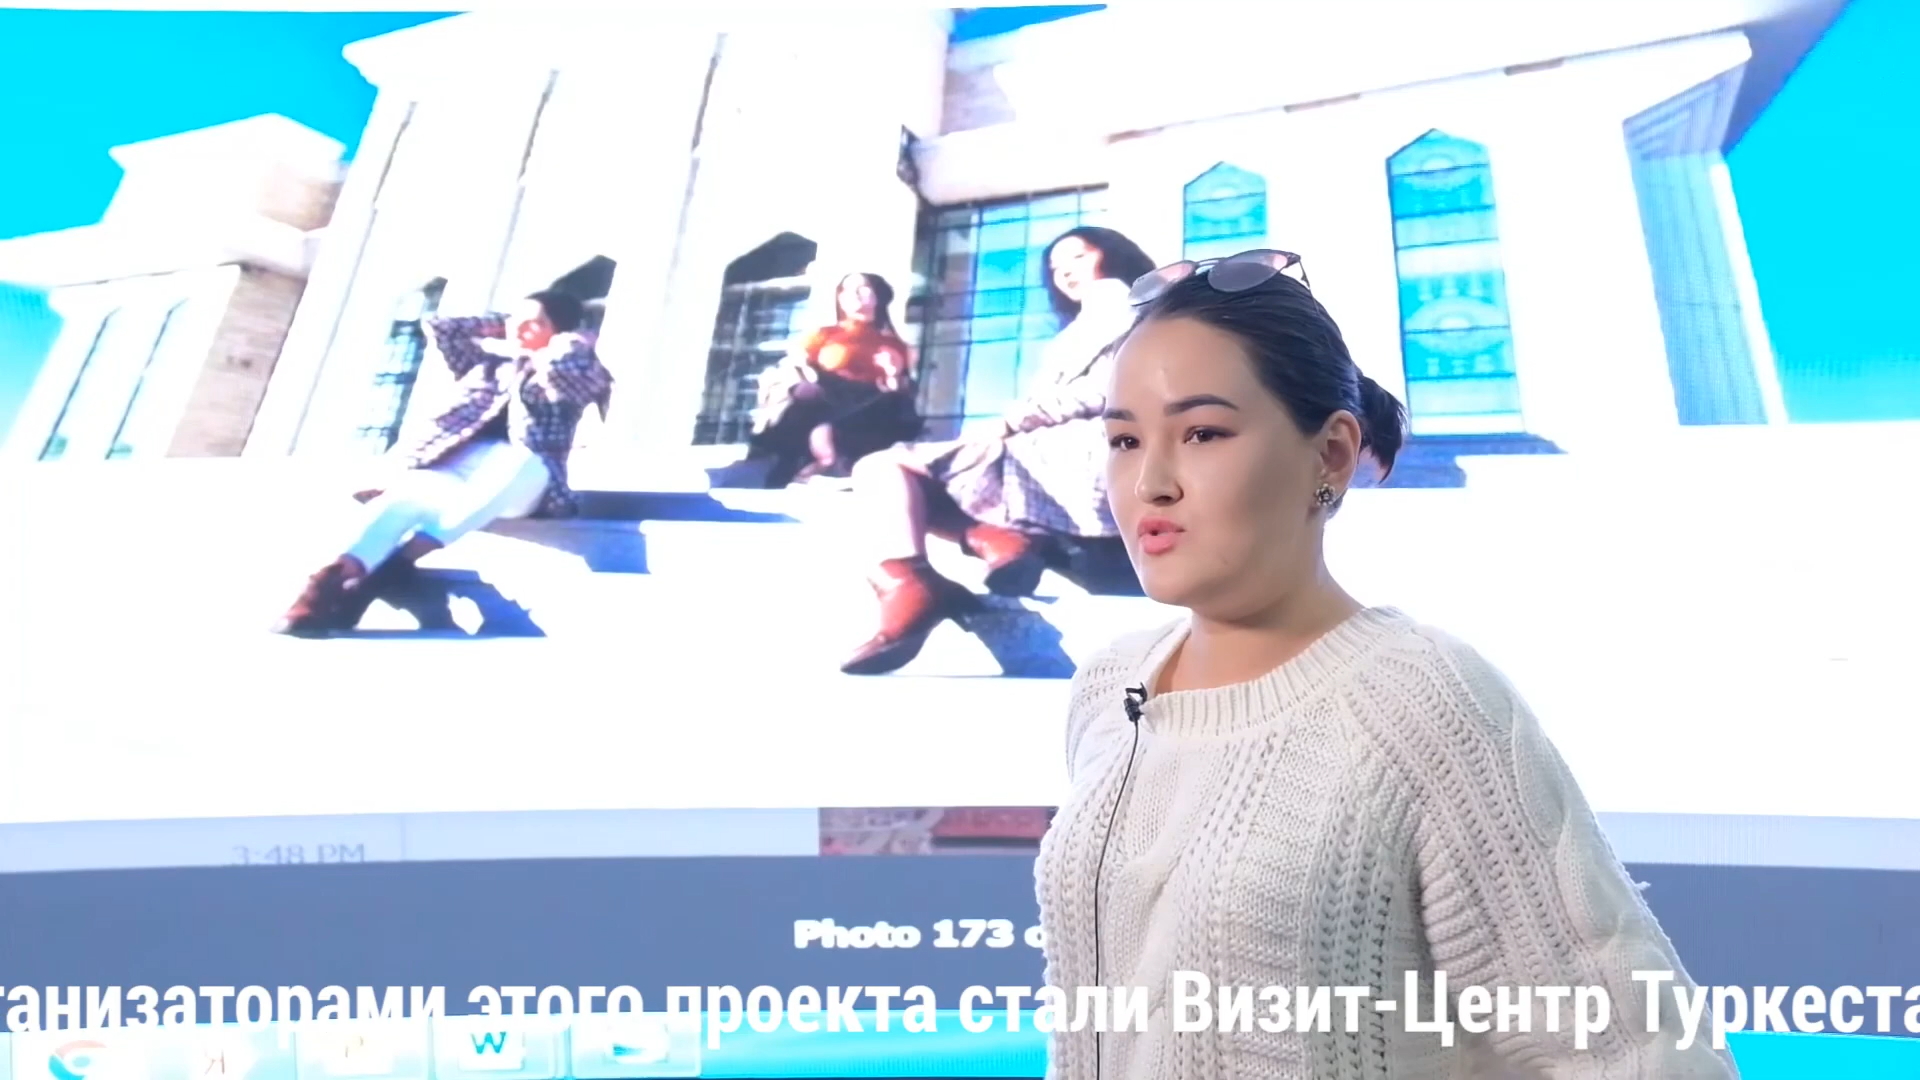 3:48 PM
Photo 173
ганизаторами этого проекта стали Визит-Центр Туркеста
Я
W